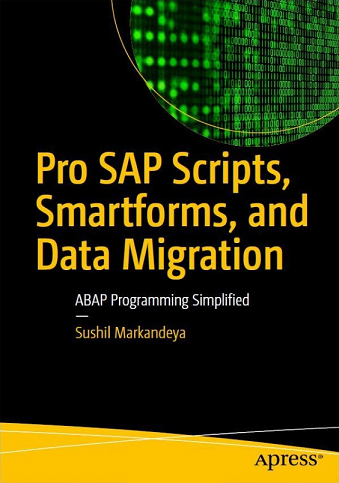 Pro SAP Scripts,
Smartforms, and
Data Migration
ABAP Programming Simplified
Sushil Markandeya
Apress®